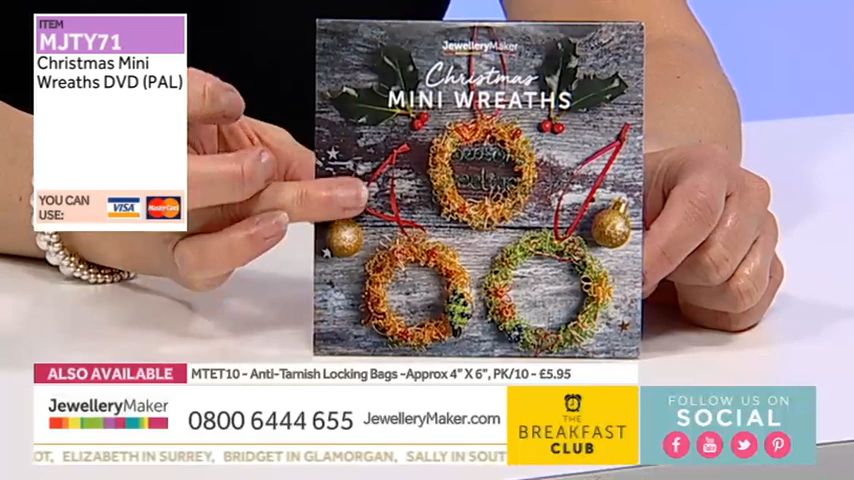 ITEM
MJTY71
Christmas Mini
Wreaths DVD (PAL)
YOU CAN
USE:
VISA
MasterCard
JewelleryMaker
Christmas
MINI WREATHS
ALSO AVAILABLE
MTET10 - Anti-Tarnish Locking Bags -Approx 4" X 6", PK/10 - £5.95
JewelleryMaker
0800 6444 655
JewelleryMaker.com
THE
BREAKFAST
CLUB
FOLLOW US ON
SOCIAL
OT, ELIZABETH IN SURREY, BRIDGET IN GLAMORGAN, SALLY IN SOUT